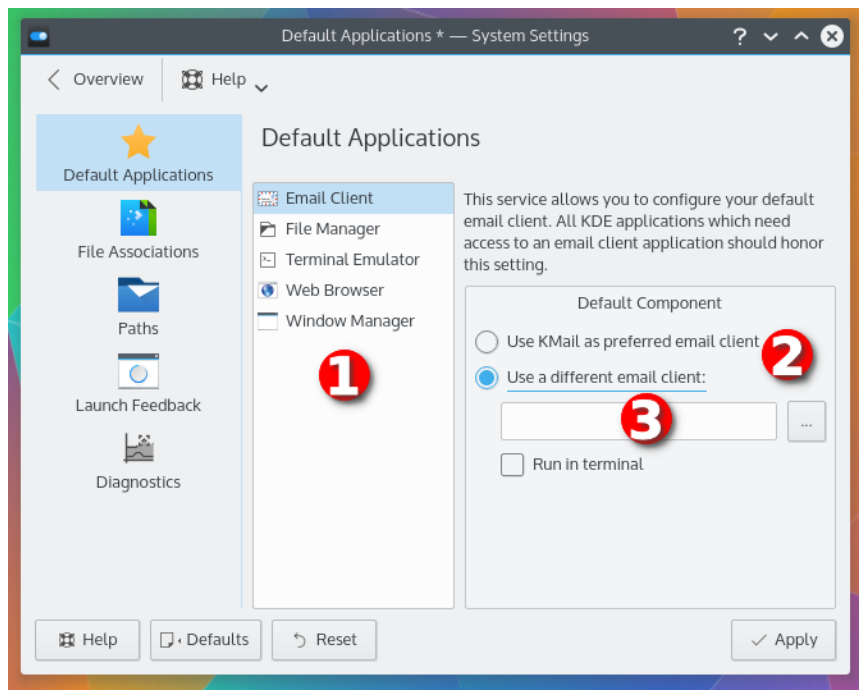 Default Applications * — System Settings
? 
Overview
Help
Default Applications
File Associations
Paths
Launch Feedback
Diagnostics
Default Applications
Email Client
File Manager
Terminal Emulator
Web Browser
Window Manager
1
This service allows you to configure your default
email client. All KDE applications which need
access to an email client application should honor
this setting.
Default Component
Use KMail as preferred email client
2
Use a different email client:
3
...
Run in terminal
Help
Defaults
Reset
Apply